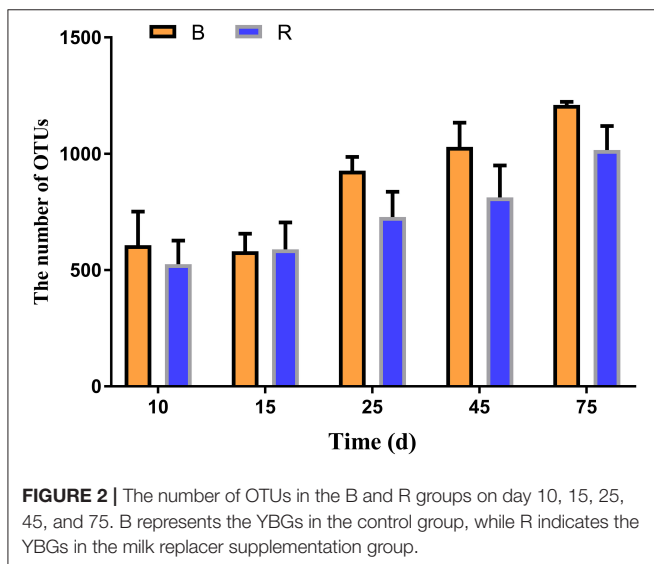 B R
1500
1000
500
0
The number of OTUs
10 15 25 45 75
Time (d)
FIGURE 2 | The number of OTUs in the B and R groups on day 10, 15, 25,
45, and 75. B represents the YBGs in the control group, while R indicates the
YBGs in the milk replacer supplementation group.